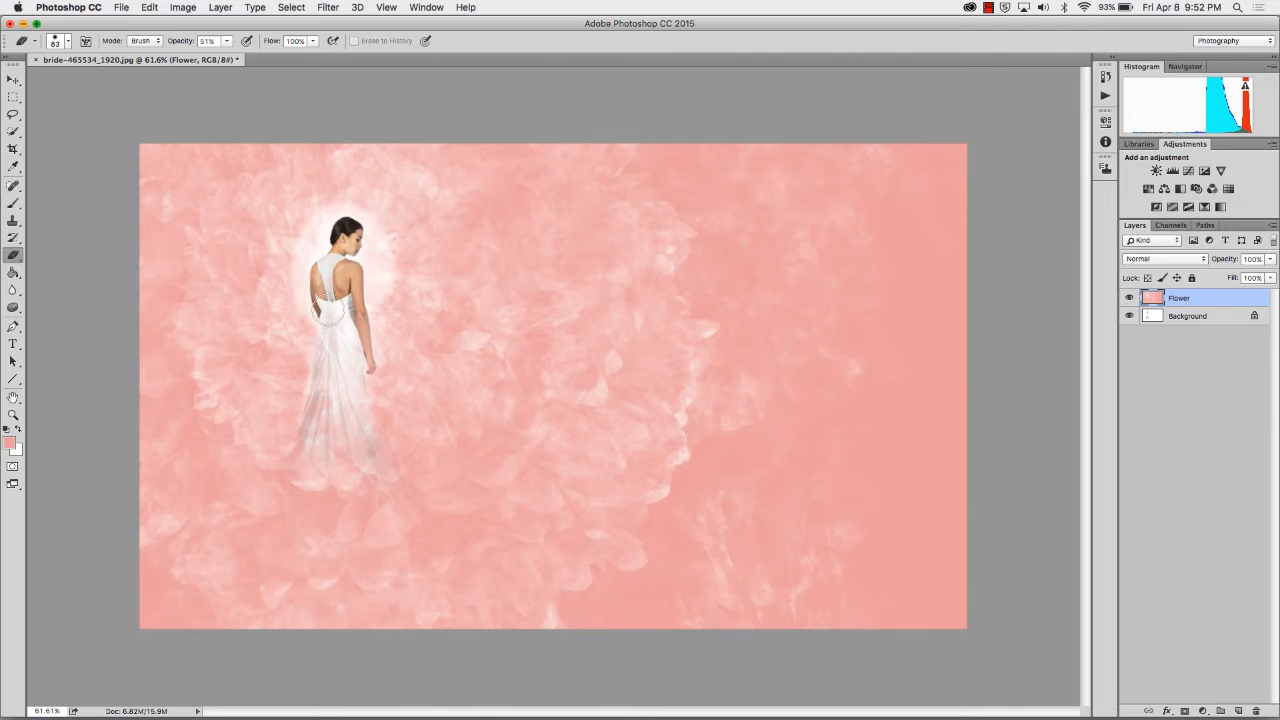 Photoshop CC File Edit Image Layer Type Select Filter 3D View Window Help 93% Fri Apr 8 9:52 PM
Adobe Photoshop CC 2015
83 Mode: Brush Opacity: 51% Flow: 100% Erase to History Photography
× bride-465534_1920.jpg @ 61.6% (Flower, RGB/8#) *
Histogram Navigator
Libraries Adjustments
Add an adjustment
Layers Channels Paths
Kind
Normal Opacity: 100%
Lock: Fill: 100%
Flower
Background
61.61% Doc: 6.82M/15.9M